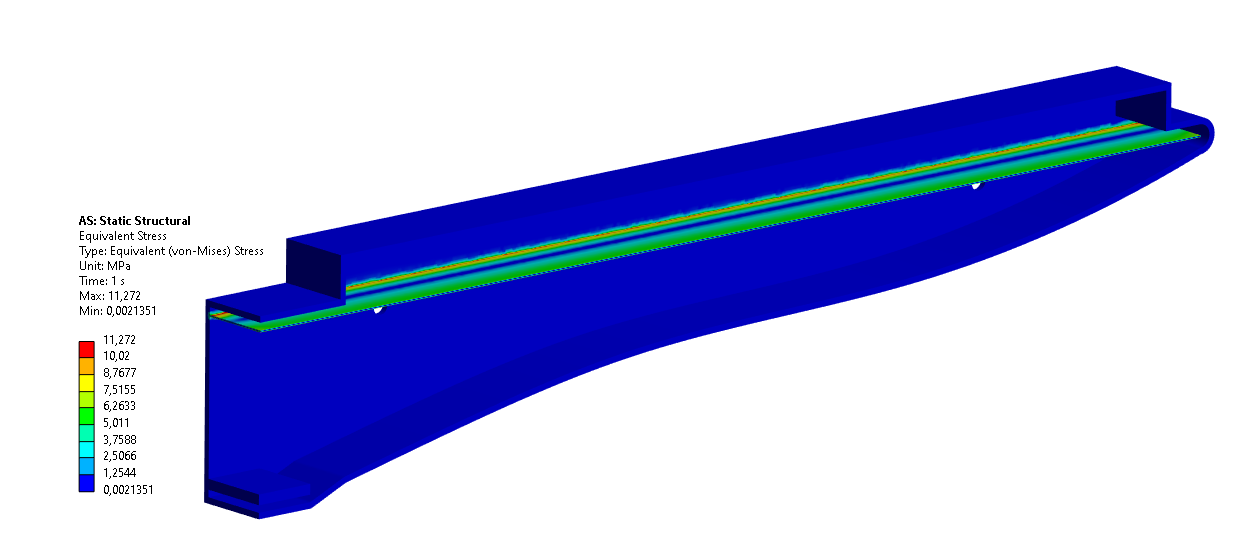 AS: Static Structural
Equivalent Stress
Type: Equivalent (von-Mises) Stress
Unit: MPa
Time: 1 s
Max: 11,272
Min: 0,0021351
11,272
10,02
8,7677
7,5155
6,2633
5,011
3,7588
2,5066
1,2544
0,0021351